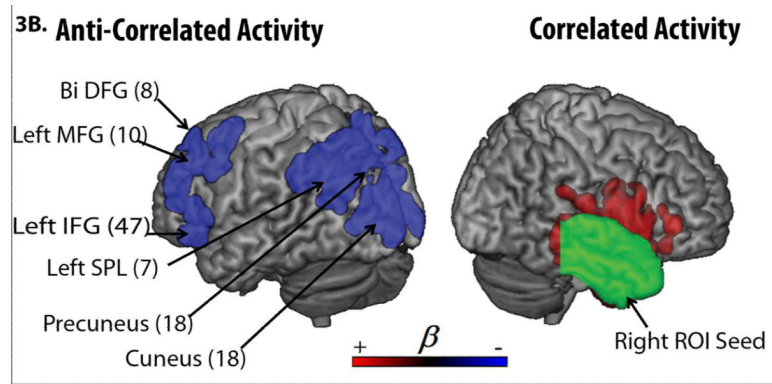 3B. Anti-Correlated Activity
Correlated Activity
Bi DFG (8)
Left MFG (10)
Left IFG (47)
Left SPL (7)
Precuneus (18)
Cuneus (18)
+ β -
Right ROI Seed